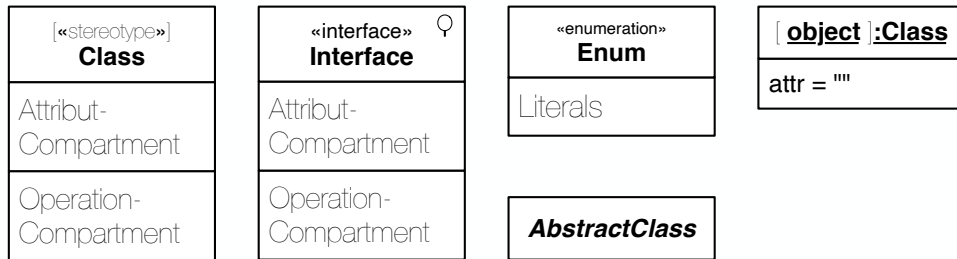 [«stereotype»]
Class
Attribut-
Compartment
Operation-
Compartment
«interface»
Interface
Attribut-
Compartment
Operation-
Compartment
«enumeration»
Enum
Literals
AbstractClass
[ object ]:Class
attr = ""